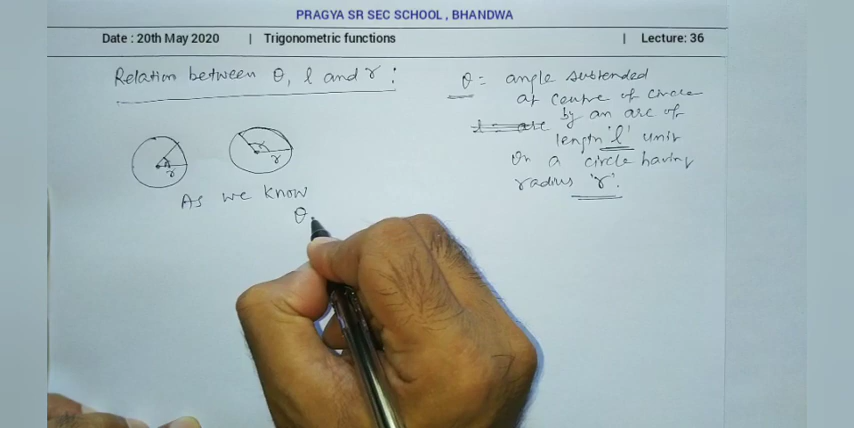 PRAGYA SR SEC SCHOOL , BHANDWA
Date : 20th May 2020 | Trigonometric functions | Lecture: 36
Relation between θ, l and r :
θ = angle subtended
at centre of circle
by an arc of
length 'l' unit
on a circle having
radius 'r'.
r
r
As we know
θ